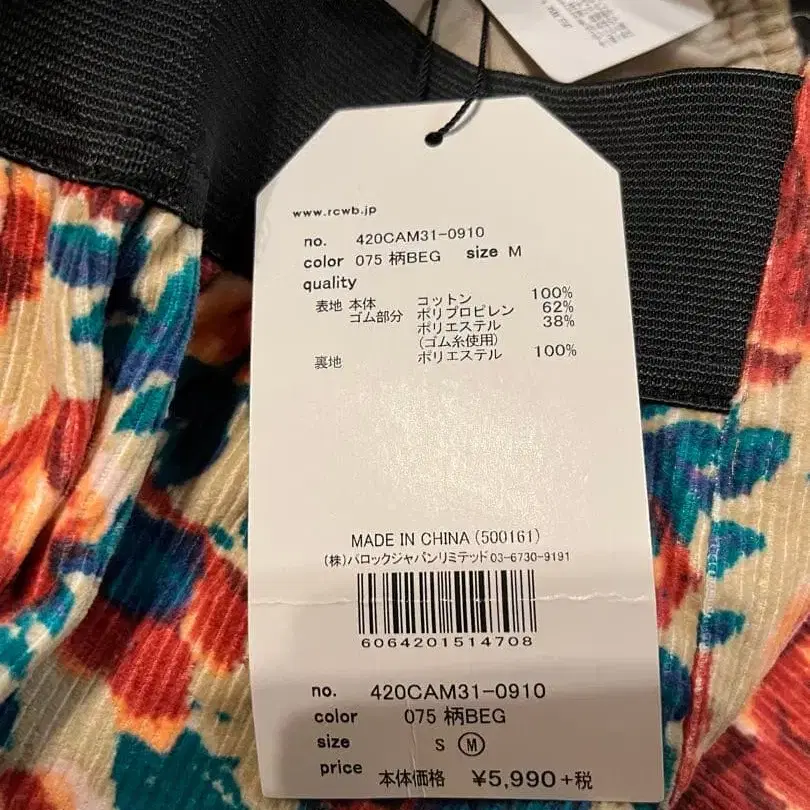 www.rcwb.jp
no. 420CAM31-0910
color 075 柄BEG size M
quality
表地 本体 コットン 100%
ゴム部分 ポリプロピレン 62%
ポリエステル 38%
(ゴム糸使用)
裏地 ポリエステル 100%
MADE IN CHINA (500161)
(株)バロックジャパンリミテッド03-6730-9191
6064201514708
no. 420CAM31-0910
color 075 柄BEG
size S M
price 本体価格 ¥5,990+税